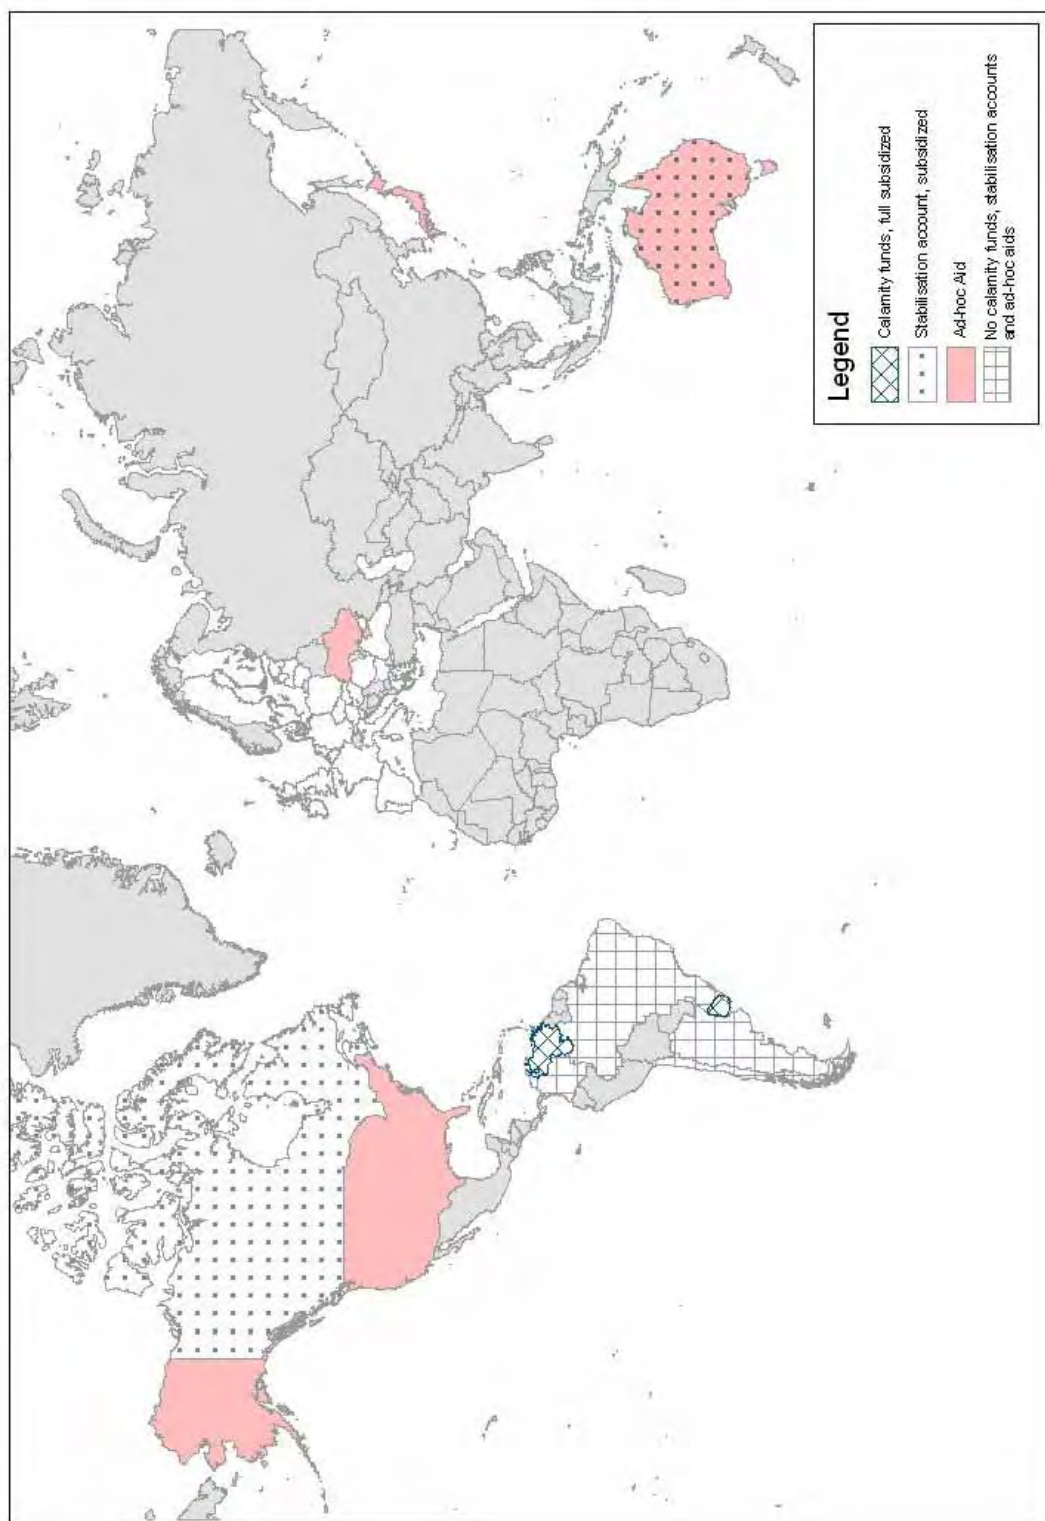 Legend
Calamity funds, full subsidized
Stabilisation account, subsidized
Ad-hoc Aid
No calamity funds, stabilisation accounts
and ad-hoc aids